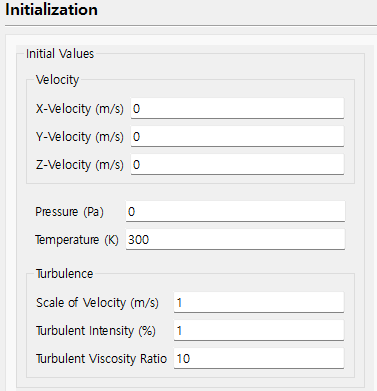 Initialization
Initial Values
Velocity
X-Velocity (m/s) 0
Y-Velocity (m/s) 0
Z-Velocity (m/s) 0
Pressure (Pa) 0
Temperature (K) 300
Turbulence
Scale of Velocity (m/s) 1
Turbulent Intensity (%) 1
Turbulent Viscosity Ratio 10